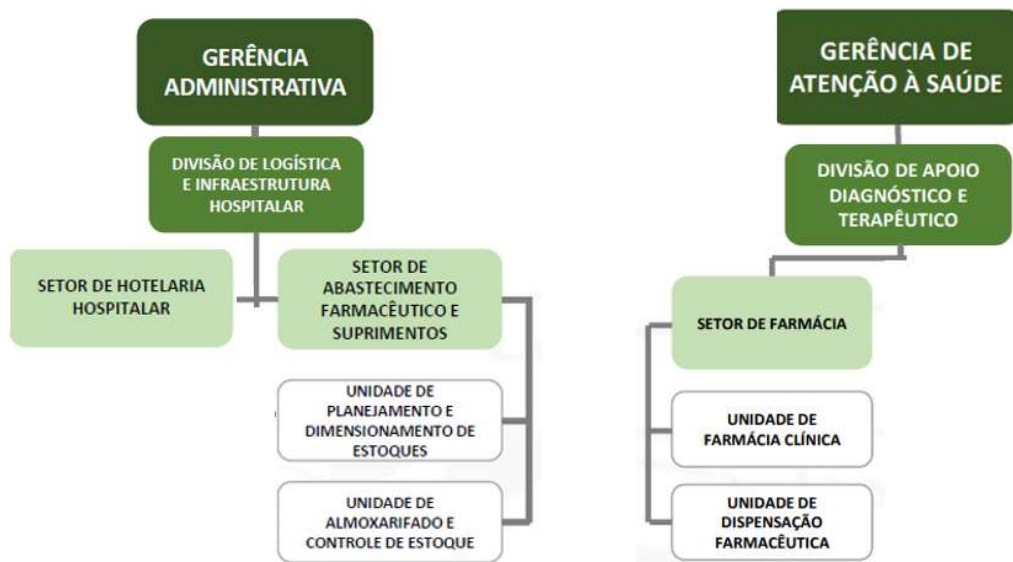 GERÊNCIA
ADMINISTRATIVA
DIVISÃO DE LOGÍSTICA
E INFRAESTRUTURA
HOSPITALAR
SETOR DE HOTELARIA
HOSPITALAR
SETOR DE
ABASTECIMENTO
FARMACÊUTICO E
SUPRIMENTOS
UNIDADE DE
PLANEJAMENTO E
DIMENSIONAMENTO DE
ESTOQUES
UNIDADE DE
ALMOXARIFADO E
CONTROLE DE ESTOQUE
GERÊNCIA DE
ATENÇÃO À SAÚDE
DIVISÃO DE APOIO
DIAGNÓSTICO E
TERAPÊUTICO
SETOR DE FARMÁCIA
UNIDADE DE
FARMÁCIA CLÍNICA
UNIDADE DE
DISPENSAÇÃO
FARMACÊUTICA